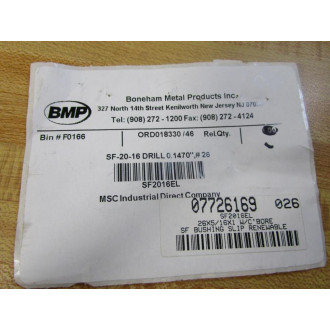 BMP
Boneham Metal Products Inc.
327 North 14th Street Kenilworth New Jersey NJ
Tel: (908) 272 - 1200 Fax: (908) 272 - 4124
Bin # F0166 ORD018330 /46 Rel.Qty.
SF-20-16 DRILL 0.1470",# 26
SF2016EL
MSC Industrial Direct Company
07726169 026
SF2016EL
26X5/16X1 W/C'BORE
SF BUSHING SLIP RENEWABLE